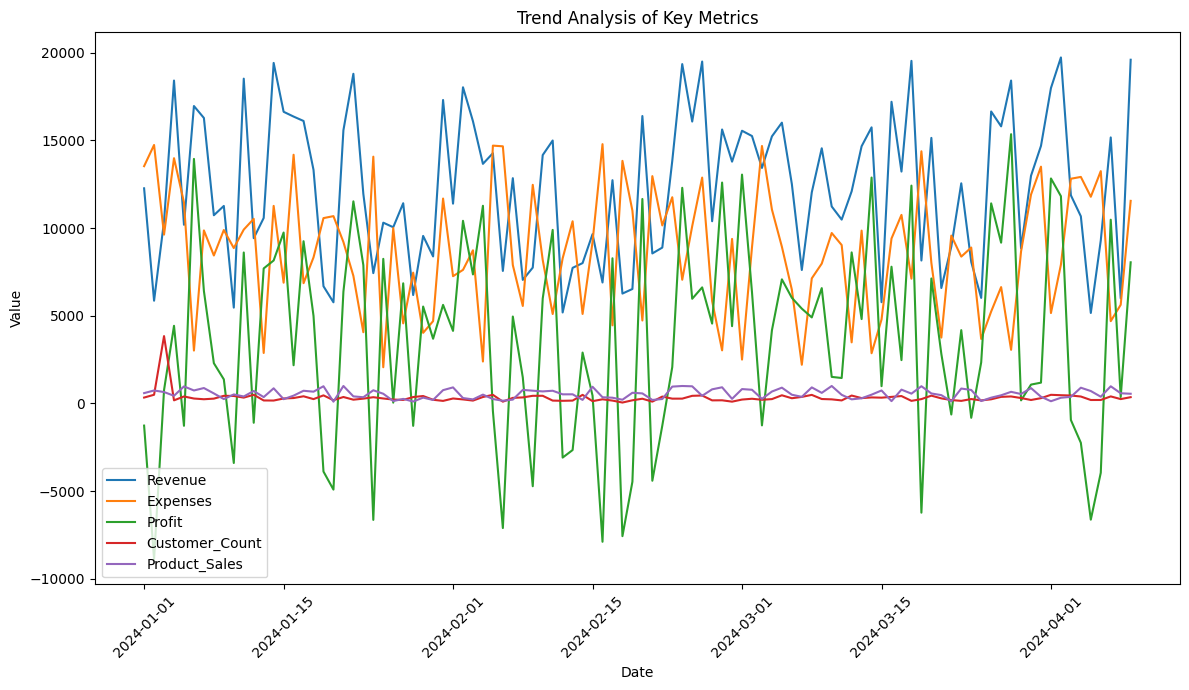 Trend Analysis of Key Metrics
Value
20000
15000
10000
5000
0
−5000
−10000
Revenue
Expenses
Profit
Customer_Count
Product_Sales
2024-01-01
2024-01-15
2024-02-01
2024-02-15
2024-03-01
2024-03-15
2024-04-01
Date